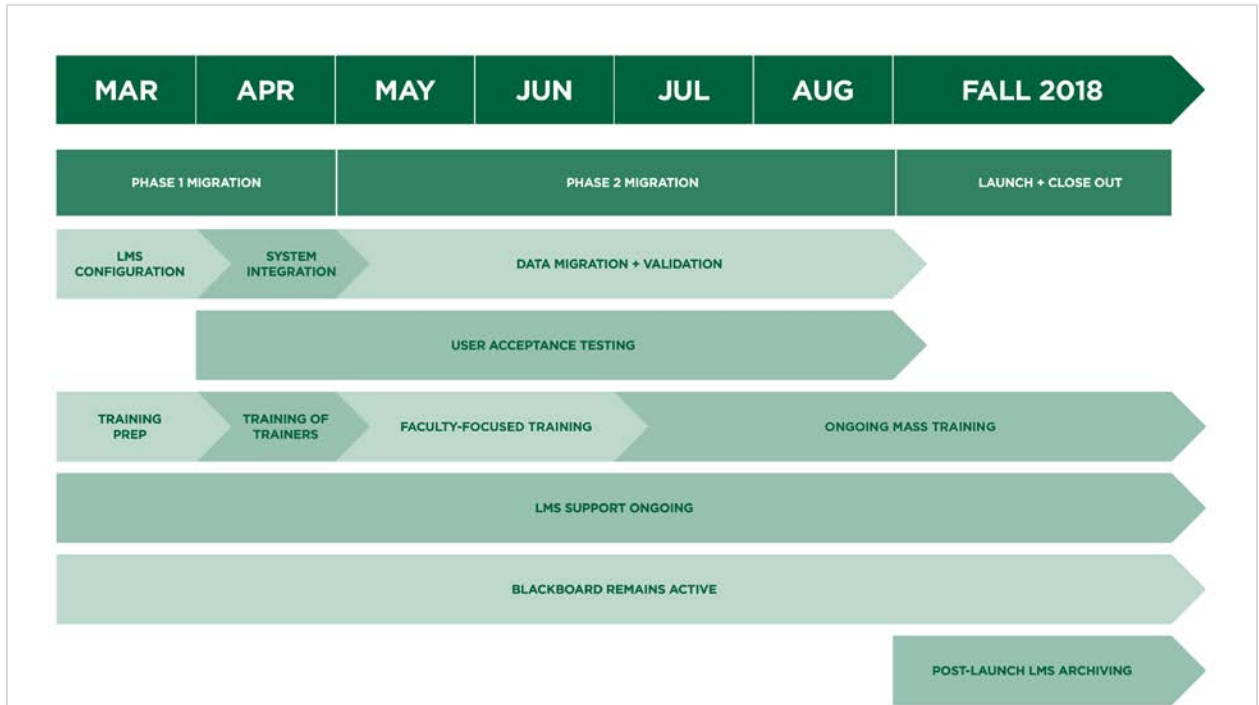 MAR APR MAY JUN JUL AUG FALL 2018
PHASE 1 MIGRATION PHASE 2 MIGRATION LAUNCH + CLOSE OUT
LMS
CONFIGURATION
SYSTEM
INTEGRATION
DATA MIGRATION + VALIDATION
USER ACCEPTANCE TESTING
TRAINING
PREP
TRAINING OF
TRAINERS
FACULTY-FOCUSED TRAINING
ONGOING MASS TRAINING
LMS SUPPORT ONGOING
BLACKBOARD REMAINS ACTIVE
POST-LAUNCH LMS ARCHIVING